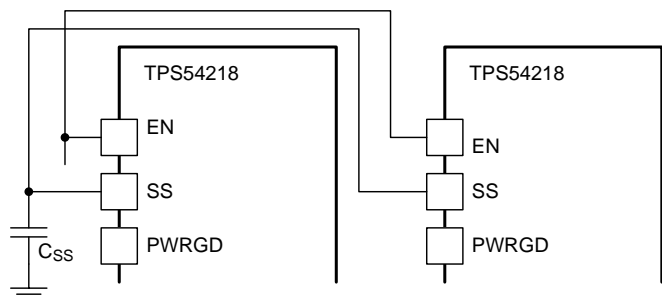 TPS54218
TPS54218
EN
EN
SS
SS
PWRGD
PWRGD
CSS